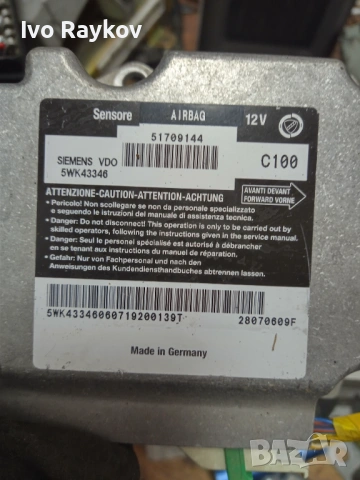 Ivo Raykov
Sensore AIRBAG 12V
51709144
SIEMENS VDO
5WK43346
C100
ATTENZIONE-CAUTION-ATTENTION-ACHTUNG
AVANTI DEVANT
FORWARD VORNE
• Pericolo! Non scollegare se non da personale specializzato
e seguendo le istruzioni del manuale di assistenza tecnica.
• Danger: Do not disconnect! This operation is only to be carried out by
skilled operators, following the instructions given in the service manual.
• Danger: Seul le personel spécialisé est autorisé à débrancher
en se tenant aux instructions du manuel de réparation.
• Gefahr: Nur von Fachpersonal und nach den
Anweisungen des Kundendiensthandbuches abtrennen lassen.
5WK43346060719200139T
28070609F
Made in Germany
bazar